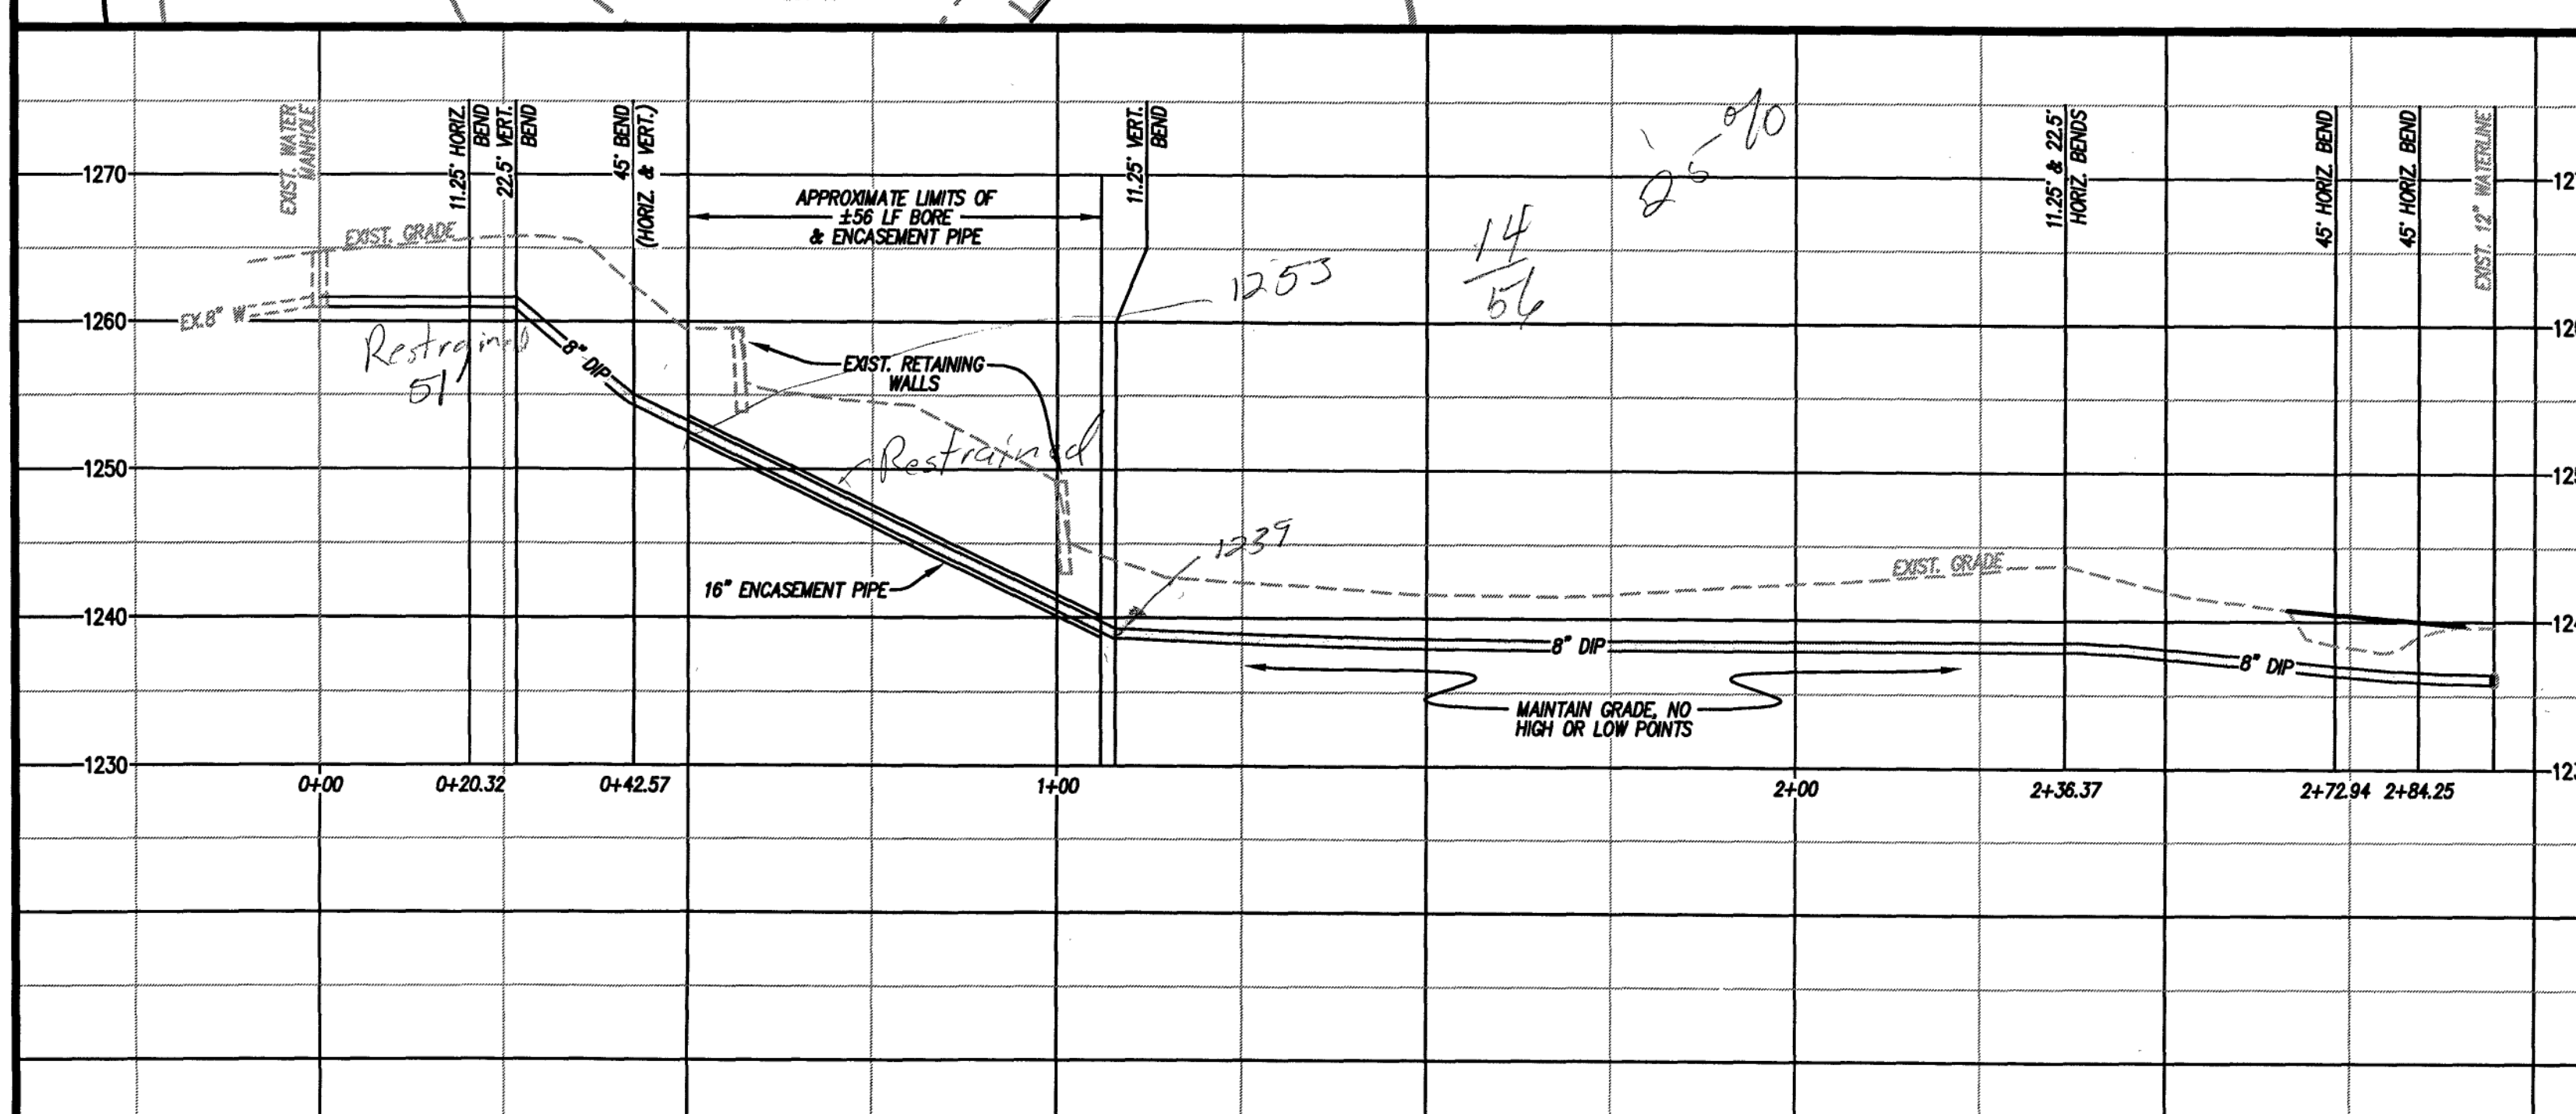 EXIST. WATER
MANHOLE
11.25° HORIZ.
BEND
22.5° VERT.
BEND
45° BEND
(HORIZ. & VERT.)
11.25° VERT.
BEND
11.25° & 22.5°
HORIZ. BENDS
45° HORIZ. BEND
45° HORIZ. BEND
EXIST. 12" WATERLINE
25 %
1270
APPROXIMATE LIMITS OF
±56 LF BORE
& ENCASEMENT PIPE
EXIST. GRADE
14
56
1253
EX.8" W
1260
Restrained
51'
8" DIP
EXIST. RETAINING
WALLS
1250
Restrained
1239
16" ENCASEMENT PIPE
EXIST. GRADE
1240
8" DIP
8" DIP
MAINTAIN GRADE, NO
HIGH OR LOW POINTS
1230
0+00
0+20.32
0+42.57
1+00
2+00
2+36.37
2+72.94
2+84.25